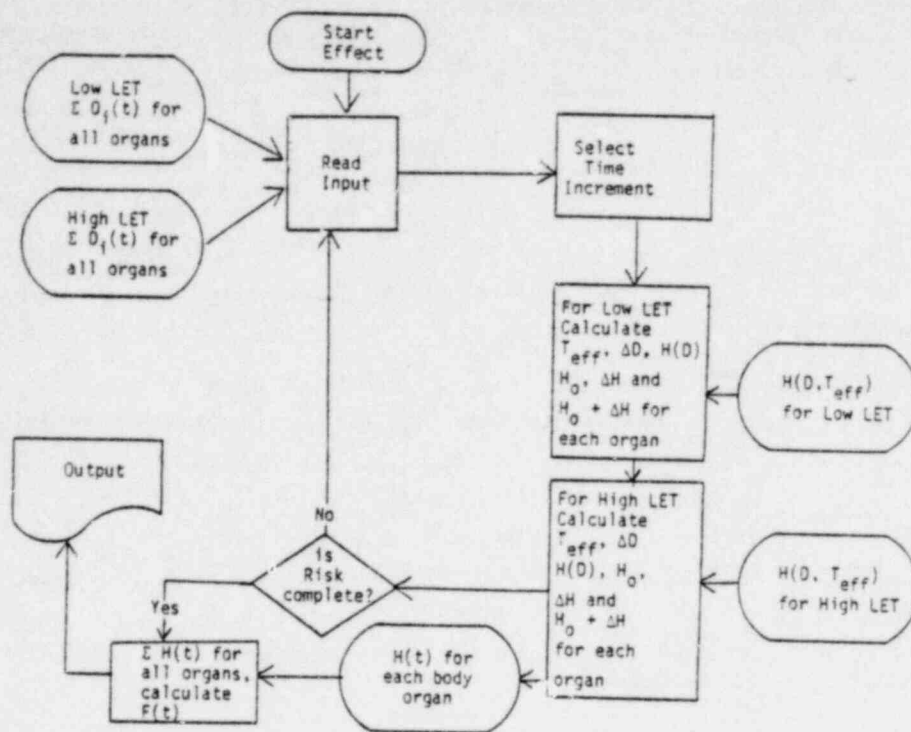 Start
Effect
Low LET
Σ D_i(t) for
all organs
High LET
Σ D_i(t) for
all organs
Read
Input
Select
Time
Increment
For Low LET
Calculate
T_eff, ΔD, H(D)
H_o, ΔH and
H_o + ΔH for
each organ
H(D,T_eff)
for Low LET
For High LET
Calculate
T_eff, ΔD
H(D), H_o,
ΔH and
H_o + ΔH
for each
organ
H(D, T_eff)
for High LET
Output
No
is
Risk
complete?
Yes
Σ H(t) for
all organs,
calculate
F(t)
H(t) for
each body
organ